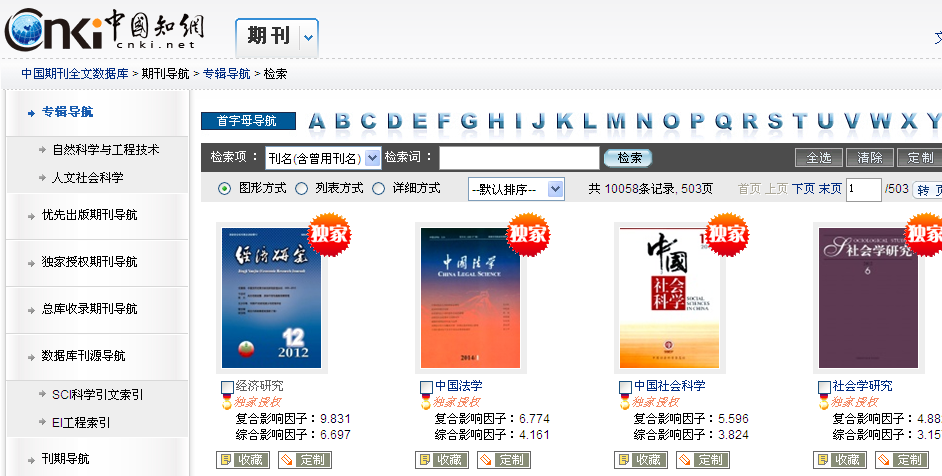 Cnki 中國知網
cnki.net
期刊
文
中国期刊全文数据库 > 期刊导航 > 专辑导航 > 检索
专辑导航
自然科学与工程技术
人文社会科学
优先出版期刊导航
独家授权期刊导航
总库收录期刊导航
数据库刊源导航
SCI科学引文索引
EI工程索引
刊期导航
首字母导航 A B C D E F G H I J K L M N O P Q R S T U V W X Y
检索项： 刊名(含曾用刊名) 检索词： 检索 全选 清除 定制
图形方式 列表方式 详细方式 --默认排序-- 共 10058条记录, 503页 首页 上页 下页 末页 1 /503 转 页
独家 独家 独家 独家
经济研究
12
2012
中国法学
CHINA LEGAL SCIENCE
2014/1
中国
社会科学
SOCIAL SCIENCES IN CHINA
SOCIOLOGICAL STUDIES
社会学研究
6
经济研究
独家授权
复合影响因子：9.831
综合影响因子：6.697
收藏 定制
中国法学
独家授权
复合影响因子：6.774
综合影响因子：4.161
收藏 定制
中国社会科学
独家授权
复合影响因子：5.596
综合影响因子：3.824
收藏 定制
社会学研究
独家授权
复合影响因子：4.88
综合影响因子：3.15
收藏 定制